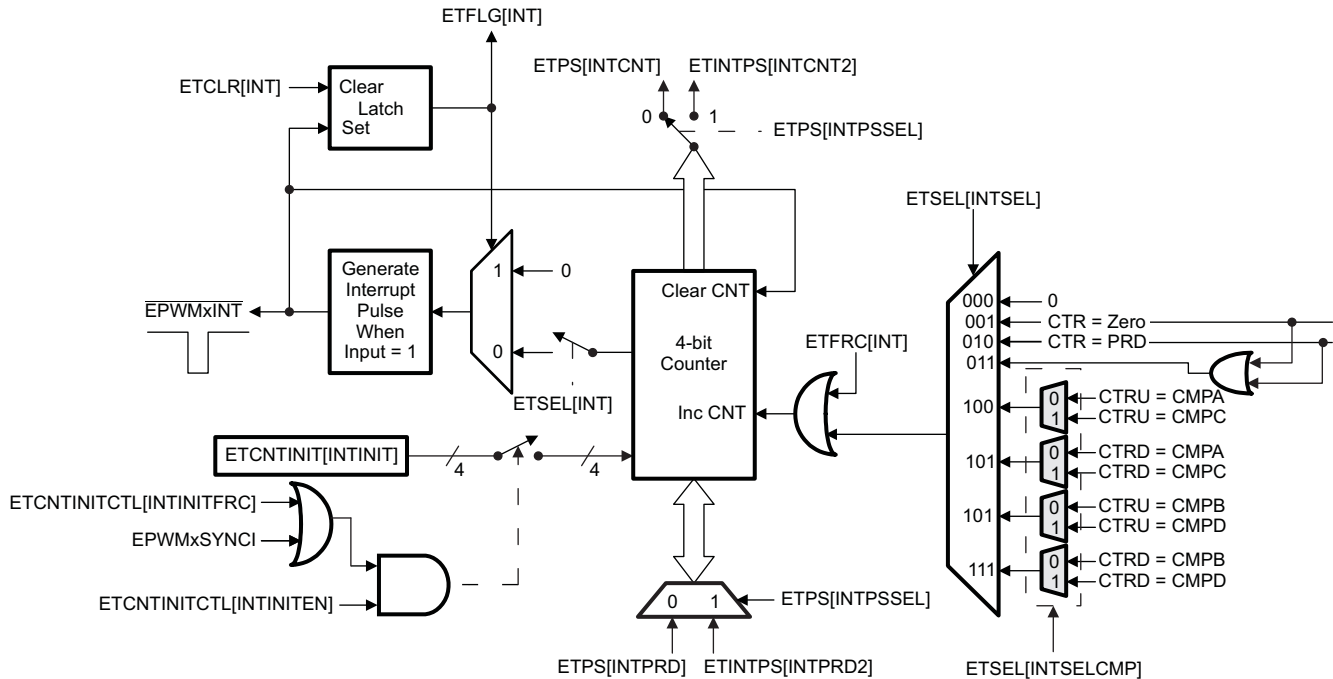 ETFLG[INT]
ETPS[INTCNT]
ETINTPS[INTCNT2]
ETCLR[INT]
Clear
Latch
Set
0
1
ETPS[INTPSSEL]
ETSEL[INTSEL]
Generate
Interrupt
Pulse
When
Input = 1
1
0
0
EPWMxINT
ETSEL[INT]
Clear CNT
4-bit
Counter
Inc CNT
ETFRC[INT]
000
0
001
CTR = Zero
010
CTR = PRD
011
100
0
CTRU = CMPA
1
CTRU = CMPC
101
0
CTRD = CMPA
1
CTRD = CMPC
101
0
CTRU = CMPB
1
CTRU = CMPD
111
0
CTRD = CMPB
1
CTRD = CMPD
ETCNTINIT[INTINIT]
4
4
ETCNTINITCTL[INTINITFRC]
EPWMxSYNCI
ETCNTINITCTL[INTINITEN]
0 1
ETPS[INTPSSEL]
ETPS[INTPRD]
ETINTPS[INTPRD2]
ETSEL[INTSELCMP]